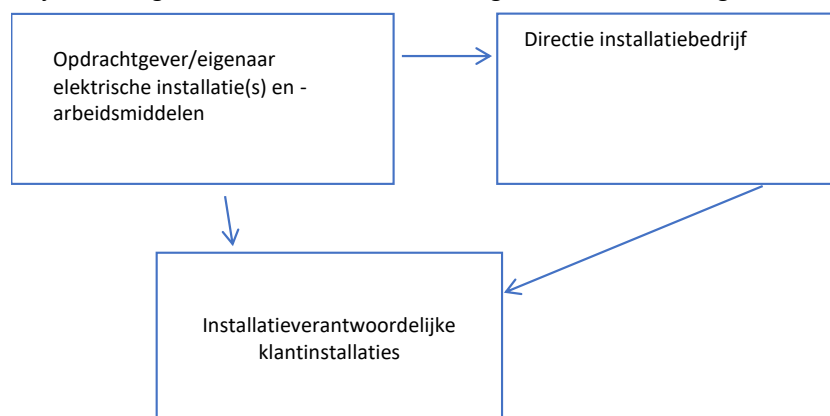 Opdrachtgever/eigenaar
elektrische installatie(s) en -
arbeidsmiddelen
Directie installatiebedrijf
Installatieverantwoordelijke
klantinstallaties